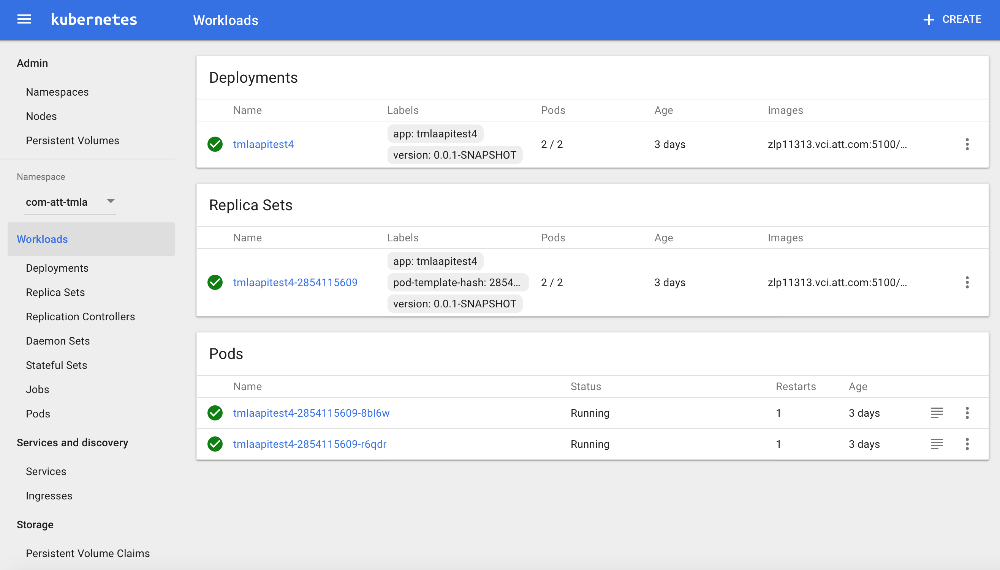 kubernetes
Workloads
CREATE
Admin
Namespaces
Nodes
Persistent Volumes
Namespace
com-att-tmla
Workloads
Deployments
Replica Sets
Replication Controllers
Daemon Sets
Stateful Sets
Jobs
Pods
Services and discovery
Services
Ingresses
Storage
Persistent Volume Claims
Deployments
Name Labels Pods Age Images
app: tmlaapitest4
tmlaapitest4 2 / 2 3 days zlp11313.vci.att.com:5100/...
version: 0.0.1-SNAPSHOT
Replica Sets
Name Labels Pods Age Images
app: tmlaapitest4
tmlaapitest4-2854115609 pod-template-hash: 2854... 2 / 2 3 days zlp11313.vci.att.com:5100/...
version: 0.0.1-SNAPSHOT
Pods
Name Status Restarts Age
tmlaapitest4-2854115609-8bl6w Running 1 3 days
tmlaapitest4-2854115609-r6qdr Running 1 3 days